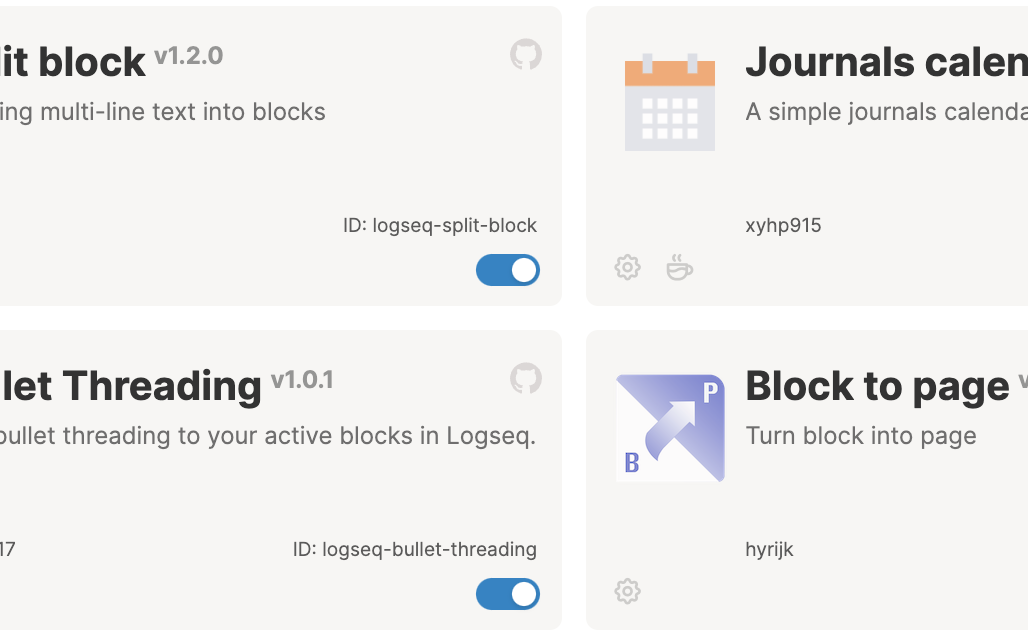 lit block v1.2.0
ing multi-line text into blocks
ID: logseq-split-block
Journals calen
A simple journals calenda
xyhp915
let Threading v1.0.1
bullet threading to your active blocks in Logseq.
17
ID: logseq-bullet-threading
P
B
Block to page v
Turn block into page
hyrijk